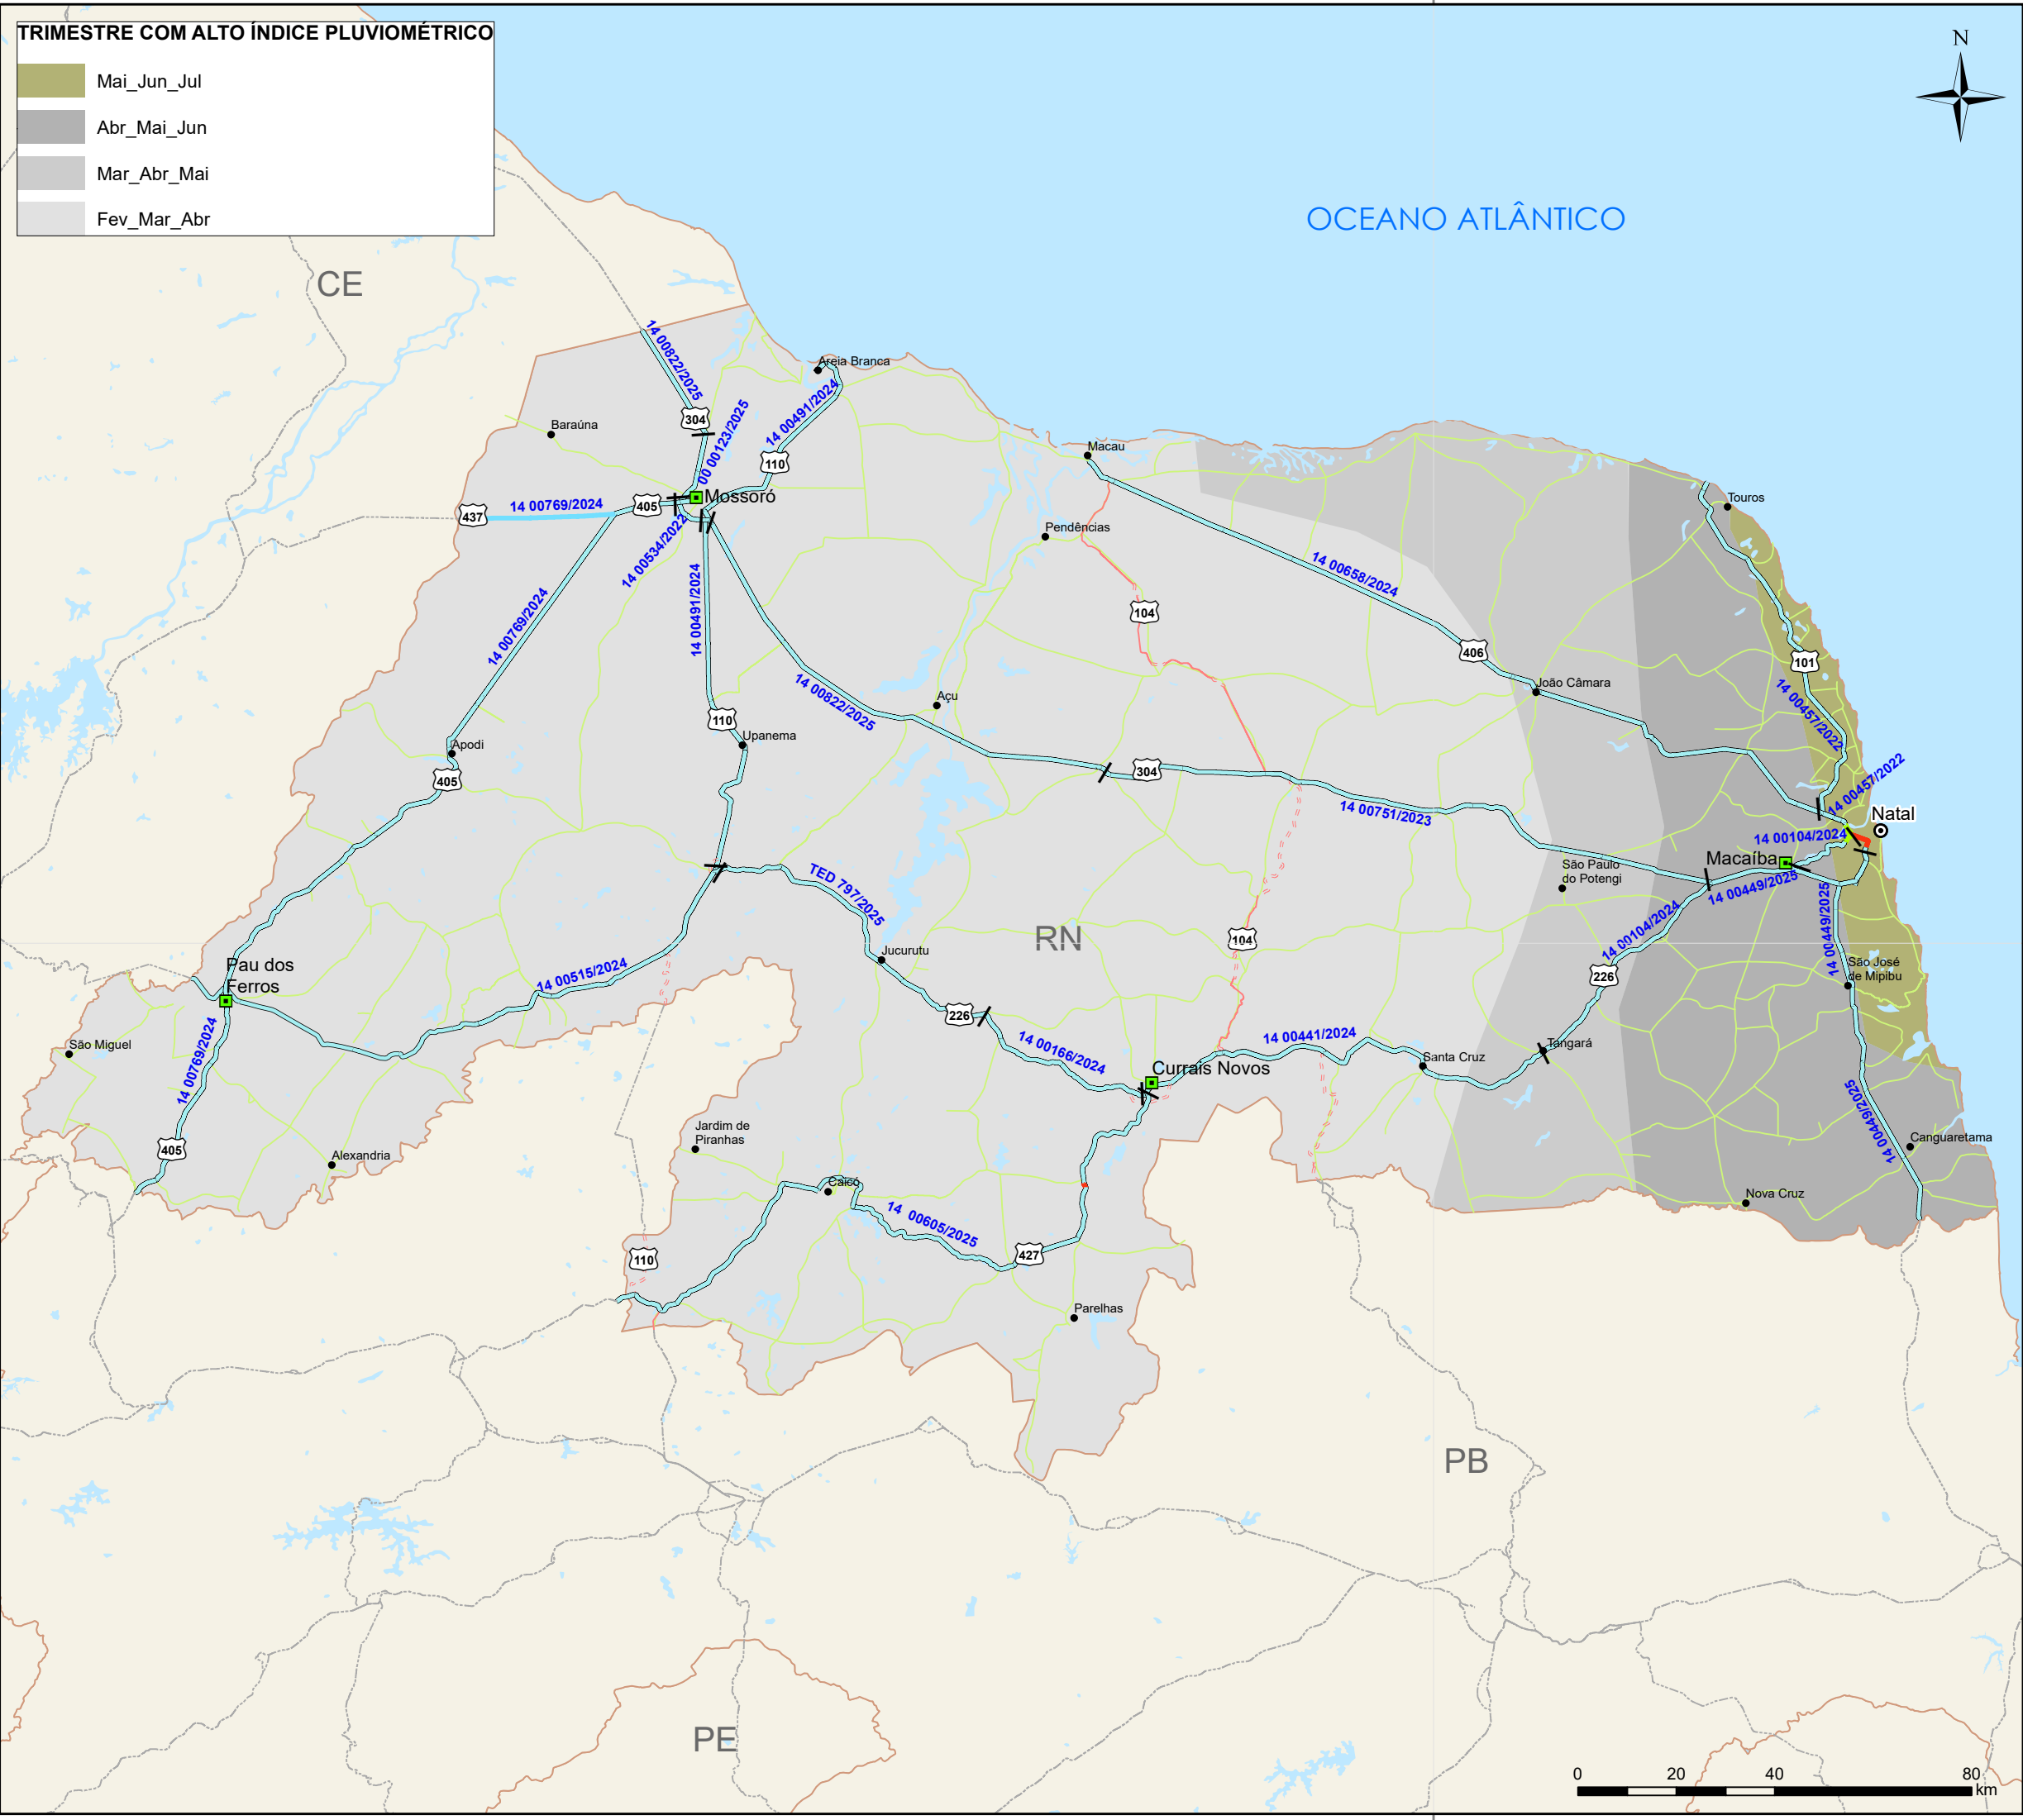 TRIMESTRE COM ALTO ÍNDICE PLUVIOMÉTRICO
Mai_Jun_Jul
Abr_Mai_Jun
Mar_Abr_Mai
Fev_Mar_Abr
N
OCEANO ATLÂNTICO
CE
14 00822/2025
Areia Branca
304
14 00491/2024
00 00123/2025
Baraúna
110
Macau
Mossoró
14 00769/2024
405
437
Touros
Pendências
14 00534/2022
14 00658/2024
14 00491/2024
14 00769/2024
104
406
101
João Câmara
14 00822/2025
Açu
14 00457/2022
110
Upanema
Apodi
405
304
14 00457/2022
14 00751/2023
Natal
14 00104/2024
Macaíba
São Paulo
do Potengi
14 00449/2025
TED 797/2025
14 00104/2024
14 00449/2025
RN
104
Jucurutu
Pau dos
Ferros
São José
de Mipibu
14 00515/2024
226
226
14 00441/2024
14 00166/2024
São Miguel
Tangará
Santa Cruz
14 00769/2024
Currais Novos
14 00449/2025
Jardim de
Piranhas
Canguaretama
405
Alexandria
Caicó
Nova Cruz
14 00605/2025
427
110
Parelhas
PB
PE
0 20 40 80
km